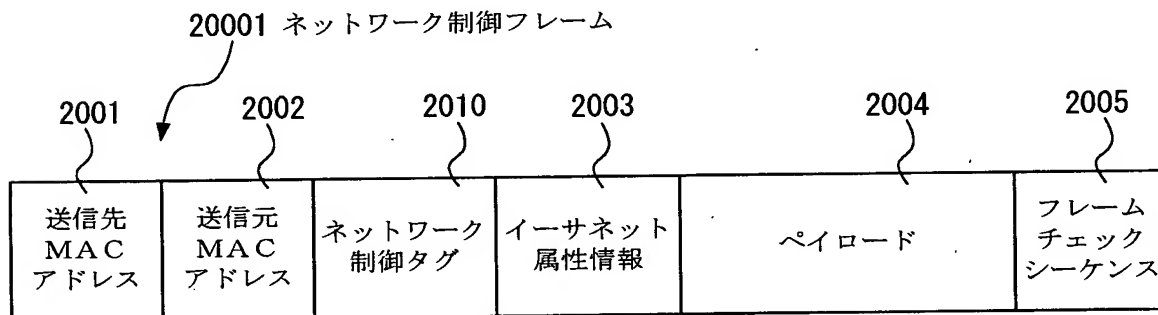 20001 ネットワーク制御フレーム
2001
2002
2010
2003
2004
2005
送信先
MAC
アドレス
送信元
MAC
アドレス
ネットワーク
制御タグ
イーサネット
属性情報
ペイロード
フレーム
チェック
シーケンス